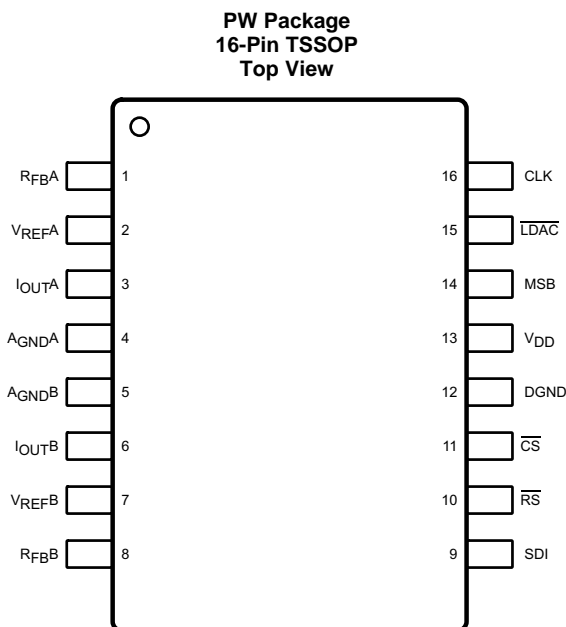 PW Package
16-Pin TSSOP
Top View
RFBA 1 16 CLK
VREFA 2 15 LDAC
IOUTA 3 14 MSB
AGNDA 4 13 VDD
AGNDB 5 12 DGND
IOUTB 6 11 CS
VREFB 7 10 RS
RFBB 8 9 SDI